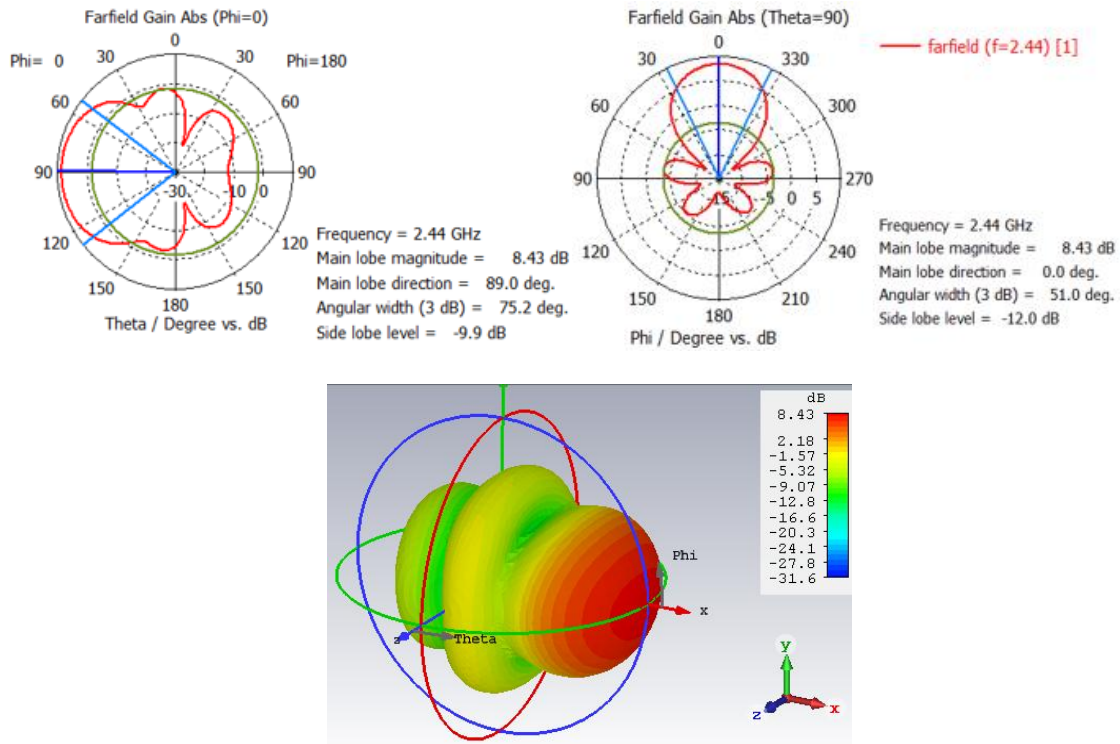 Farfield Gain Abs (Phi=0)
Phi= 0
30
0
30
Phi=180
60
60
90
-30
-10
0
90
120
120
150
180
150
Theta / Degree vs. dB
Frequency = 2.44 GHz
Main lobe magnitude = 8.43 dB
Main lobe direction = 89.0 deg.
Angular width (3 dB) = 75.2 deg.
Side lobe level = -9.9 dB
Farfield Gain Abs (Theta=90)
30
0
330
60
300
90
-15
-5
0
5
270
120
240
150
180
210
Phi / Degree vs. dB
farfield (f=2.44) [1]
Frequency = 2.44 GHz
Main lobe magnitude = 8.43 dB
Main lobe direction = 0.0 deg.
Angular width (3 dB) = 51.0 deg.
Side lobe level = -12.0 dB
dB
8.43
2.18
-1.57
-5.32
-9.07
-12.8
-16.6
-20.3
-24.1
-27.8
-31.6
Phi
x
z
Theta
y
z
x